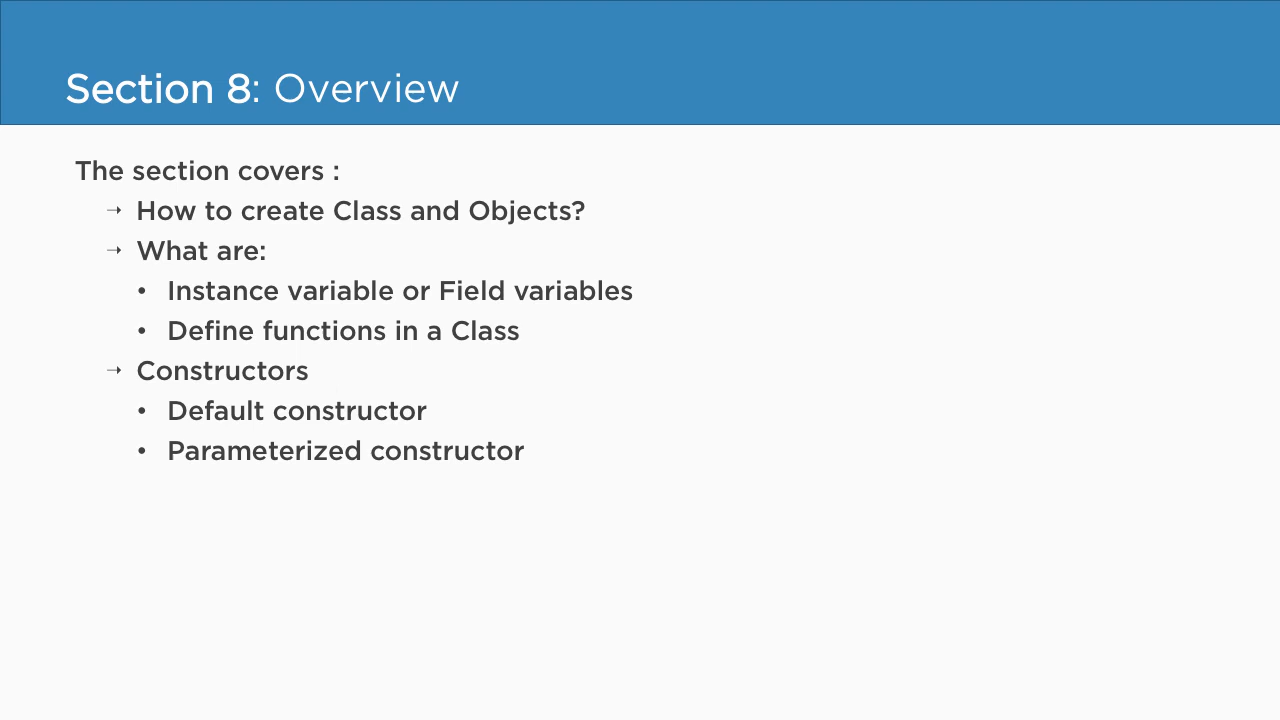 Section 8: Overview
The section covers :
➝ How to create Class and Objects?
➝ What are:
• Instance variable or Field variables
• Define functions in a Class
➝ Constructors
• Default constructor
• Parameterized constructor